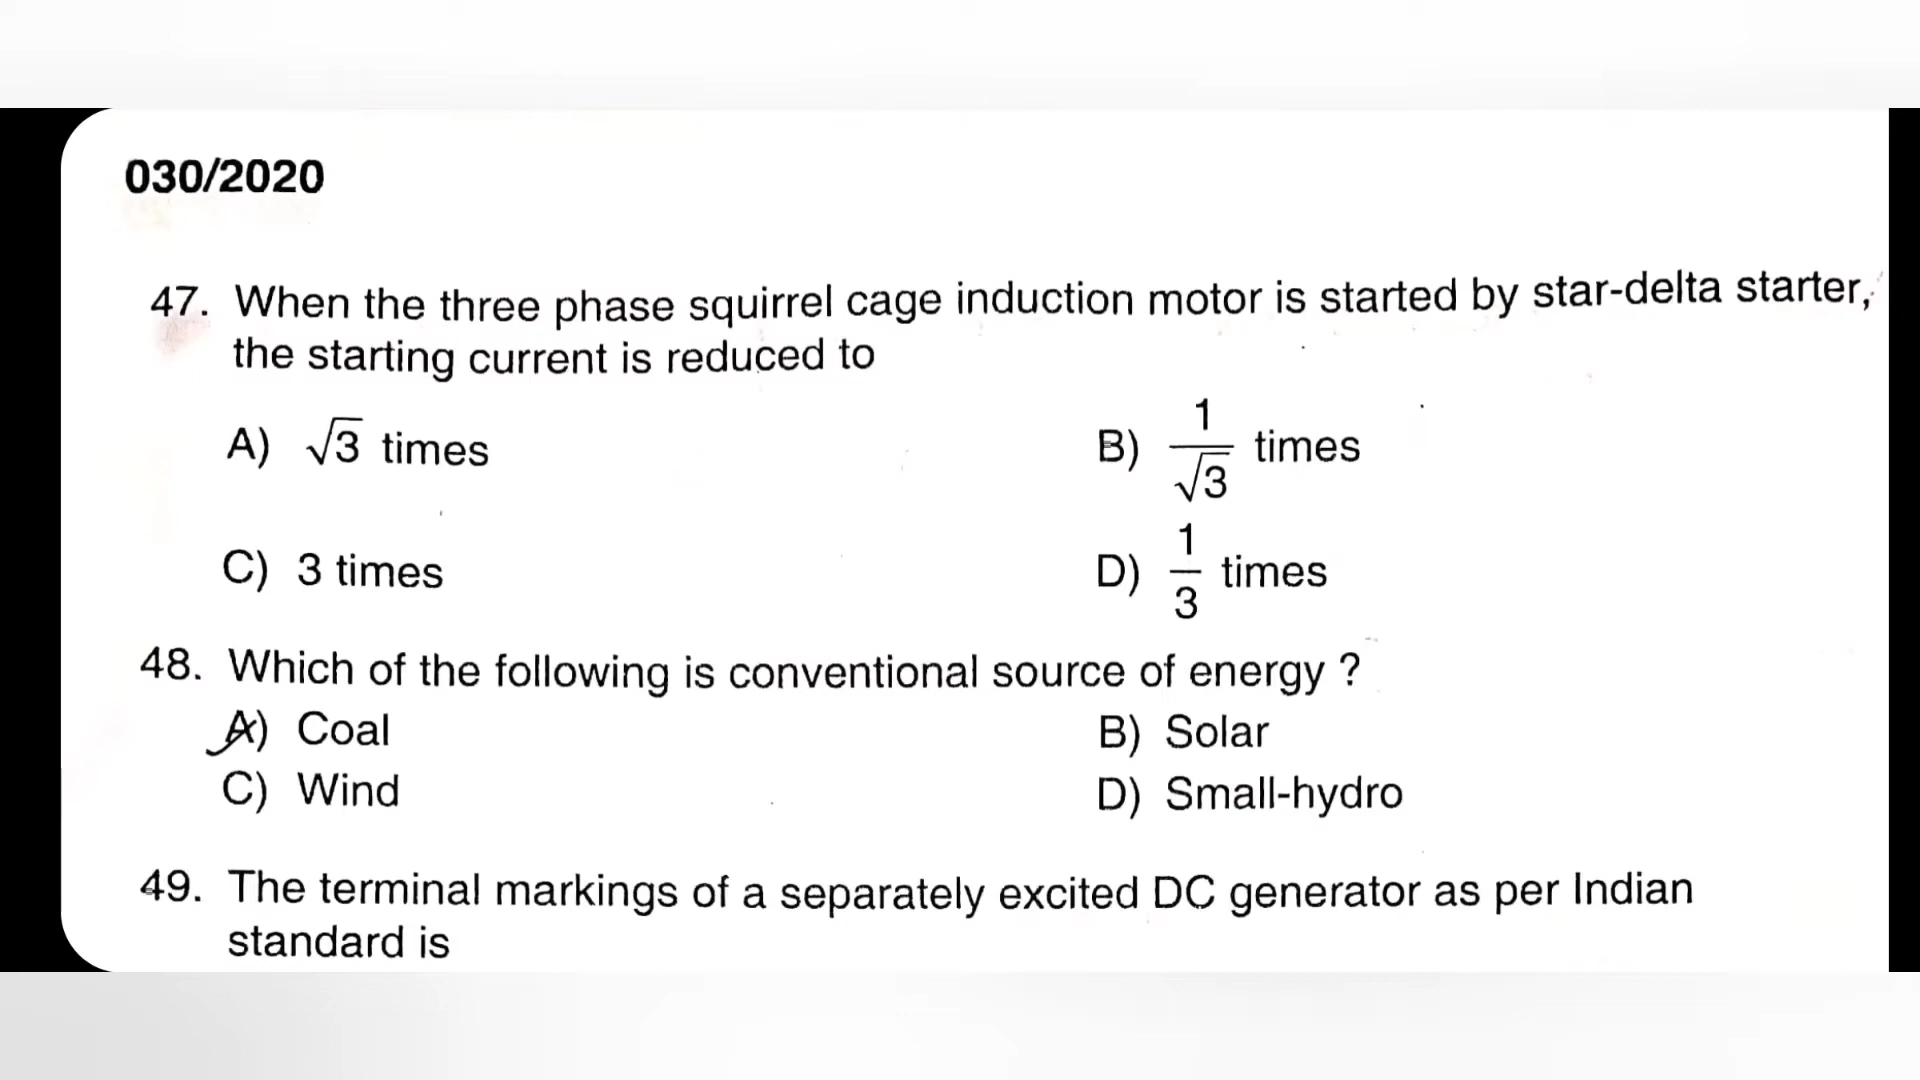 030/2020
47. When the three phase squirrel cage induction motor is started by star-delta starter,
the starting current is reduced to
A) √3 times B) 1/√3 times
C) 3 times D) 1/3 times
48. Which of the following is conventional source of energy ?
A) Coal B) Solar
C) Wind D) Small-hydro
49. The terminal markings of a separately excited DC generator as per Indian
standard is